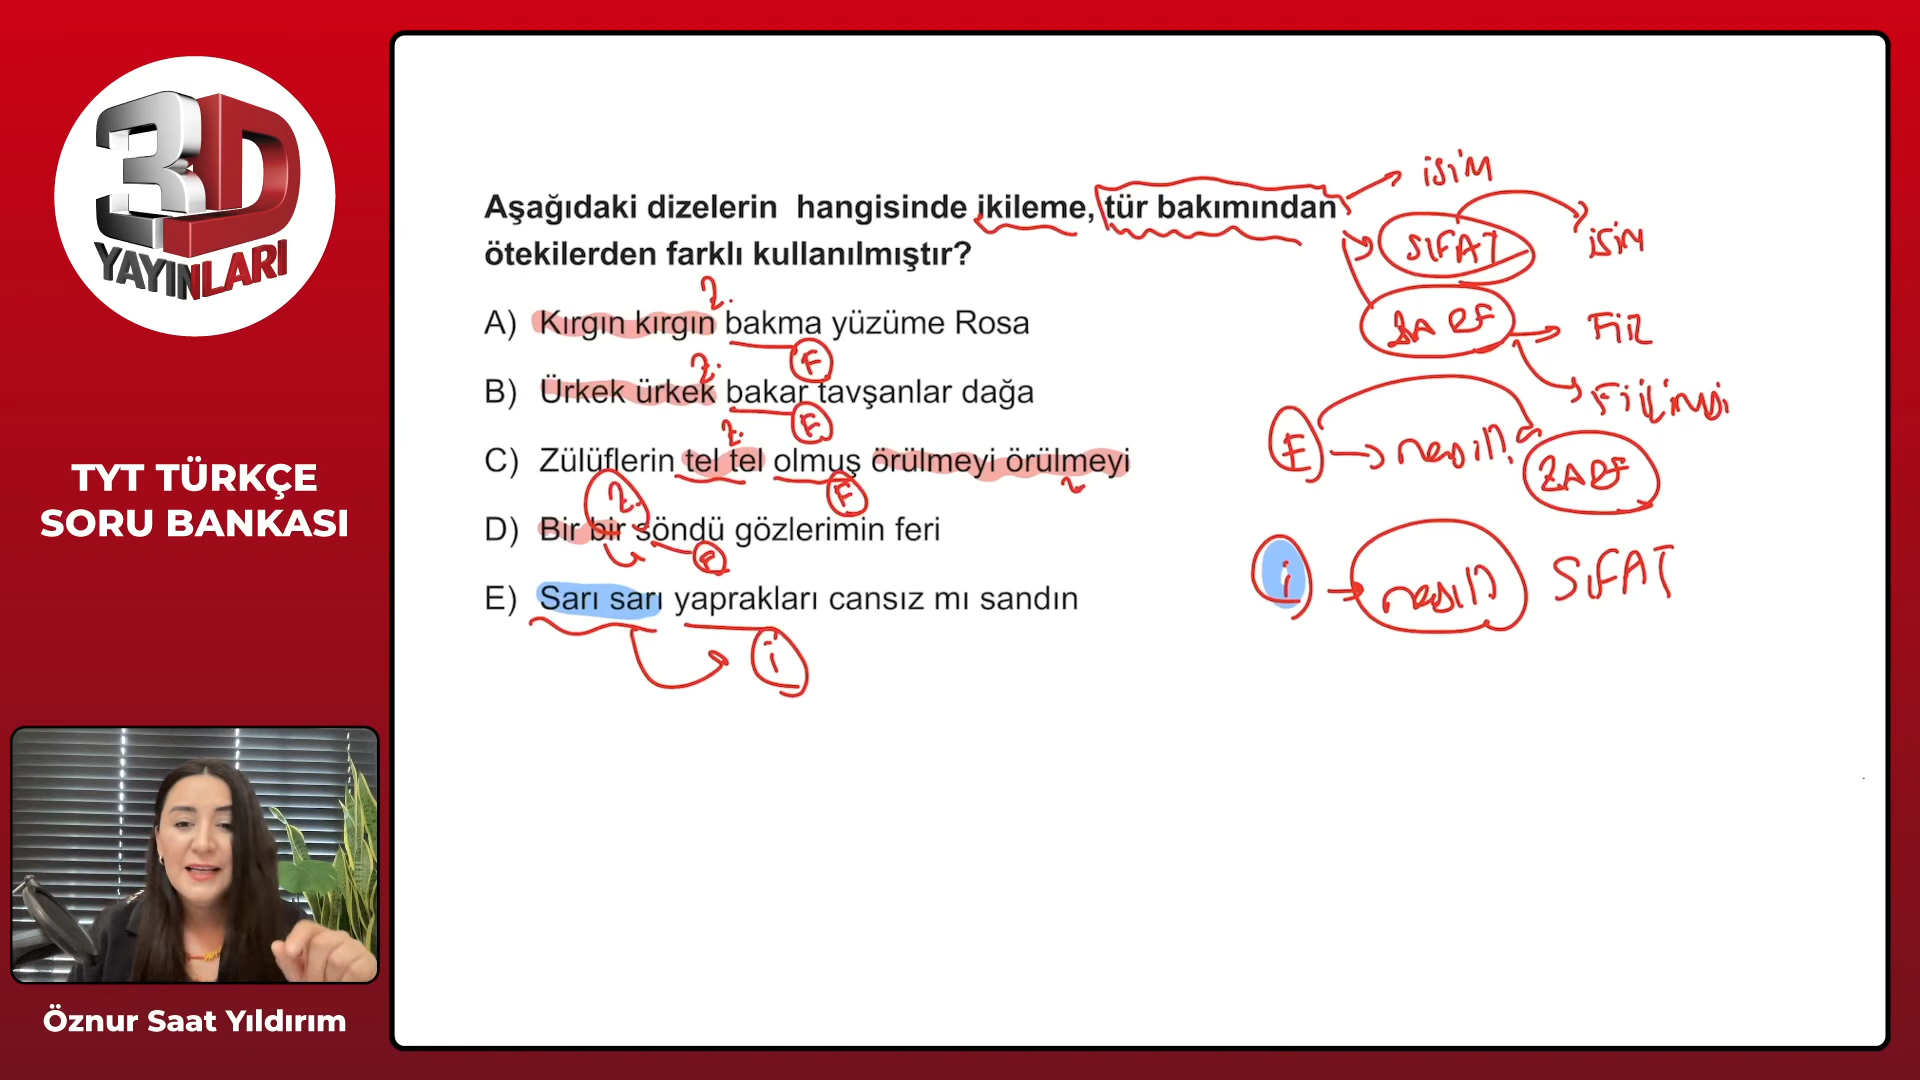 3D
YAYINLARI
TYT TÜRKÇE
SORU BANKASI
Öznur Saat Yıldırım
Aşağıdaki dizelerin hangisinde ikileme, tür bakımından
ötekilerden farklı kullanılmıştır?
A) Kırgın kırgın bakma yüzüme Rosa
B) Ürkek ürkek bakar tavşanlar dağa
C) Zülüflerin tel tel olmuş örülmeyi örülmeyi
D) Bir bir söndü gözlerimin feri
E) Sarı sarı yaprakları cansız mı sandın
Z.
F
Z.
F
Z.
F
Z.
F
i
isim
SIFAT
isim
ZARF
Fiil
Fiilimsi
F
nasıl?
ZARF
i
nasıl?
SIFAT